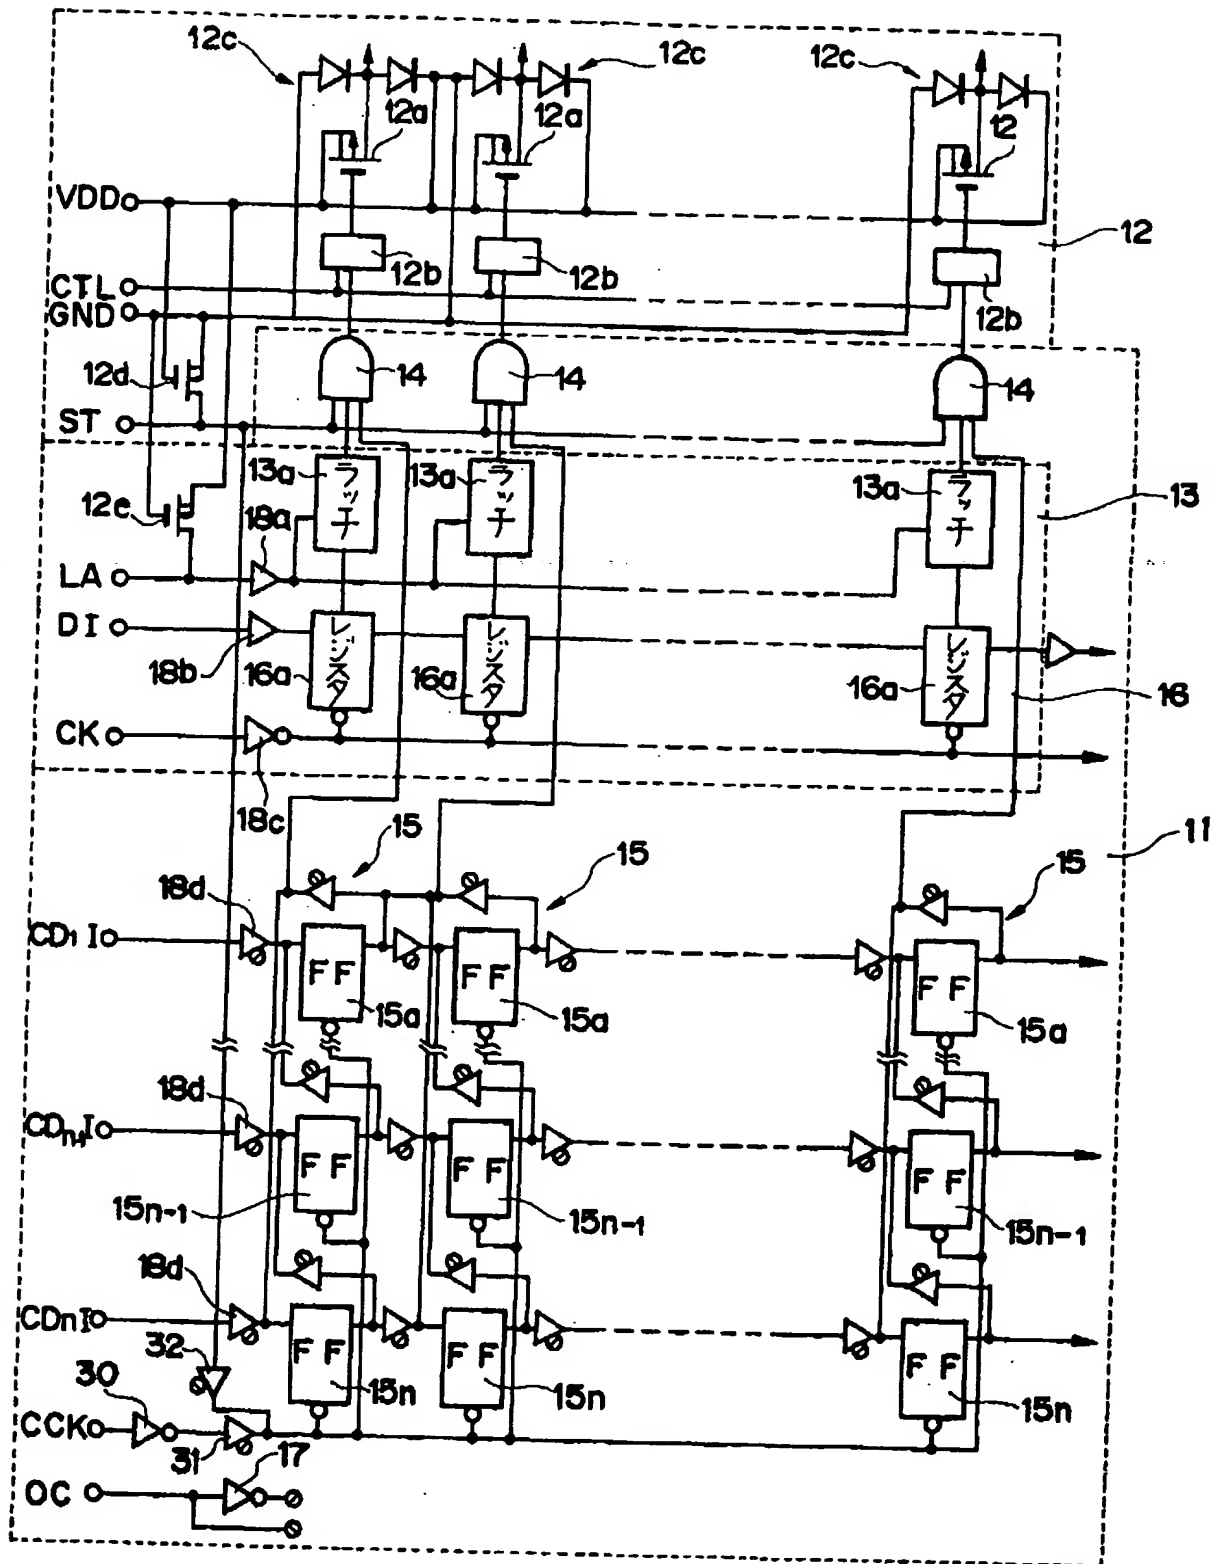 12c
12c
12c
12a
12a
12
VDD
12
CTL
12b
12b
12b
GND
12d
14
14
14
ST
13a
ラッチ
13a
ラッチ
13a
ラッチ
13
12e
18a
LA
DI
18b
16a
レジスタ
16a
レジスタ
16a
レジスタ
16
CK
18c
15
15
15
11
18d
CD1I
FF
FF
FF
15a
15a
15a
18d
CDn-1I
FF
FF
FF
15n-1
15n-1
15n-1
18d
CDnI
FF
FF
FF
32
15n
15n
15n
30
CCK
31
17
OC